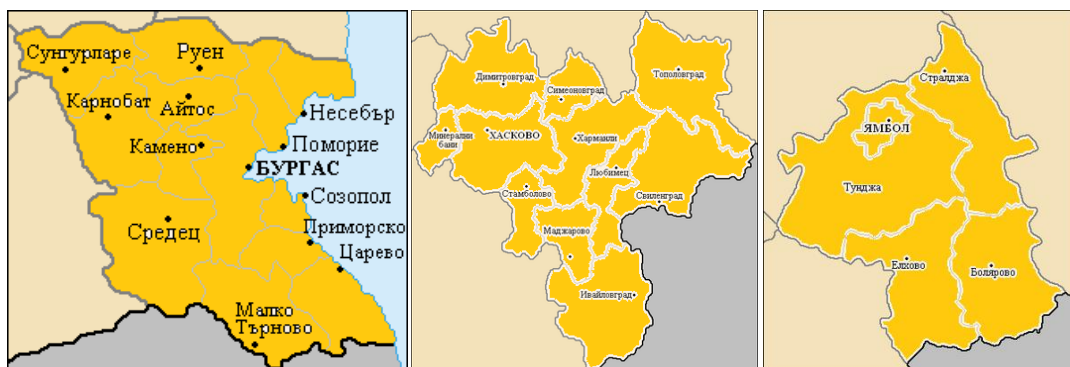 Сунгурларе
Руен
Карнобат
Айтос
Несебър
Камено
Поморие
БУРГАС
Созопол
Средец
Приморско
Царево
Малко
Търново
Димитровград
Симеоновград
Тополовград
Минерални
бани
ХАСКОВО
Харманли
Любимец
Стамболово
Свиленград
Маджарово
Ивайловград
Стралджа
ЯМБОЛ
Тунджа
Елхово
Болярово